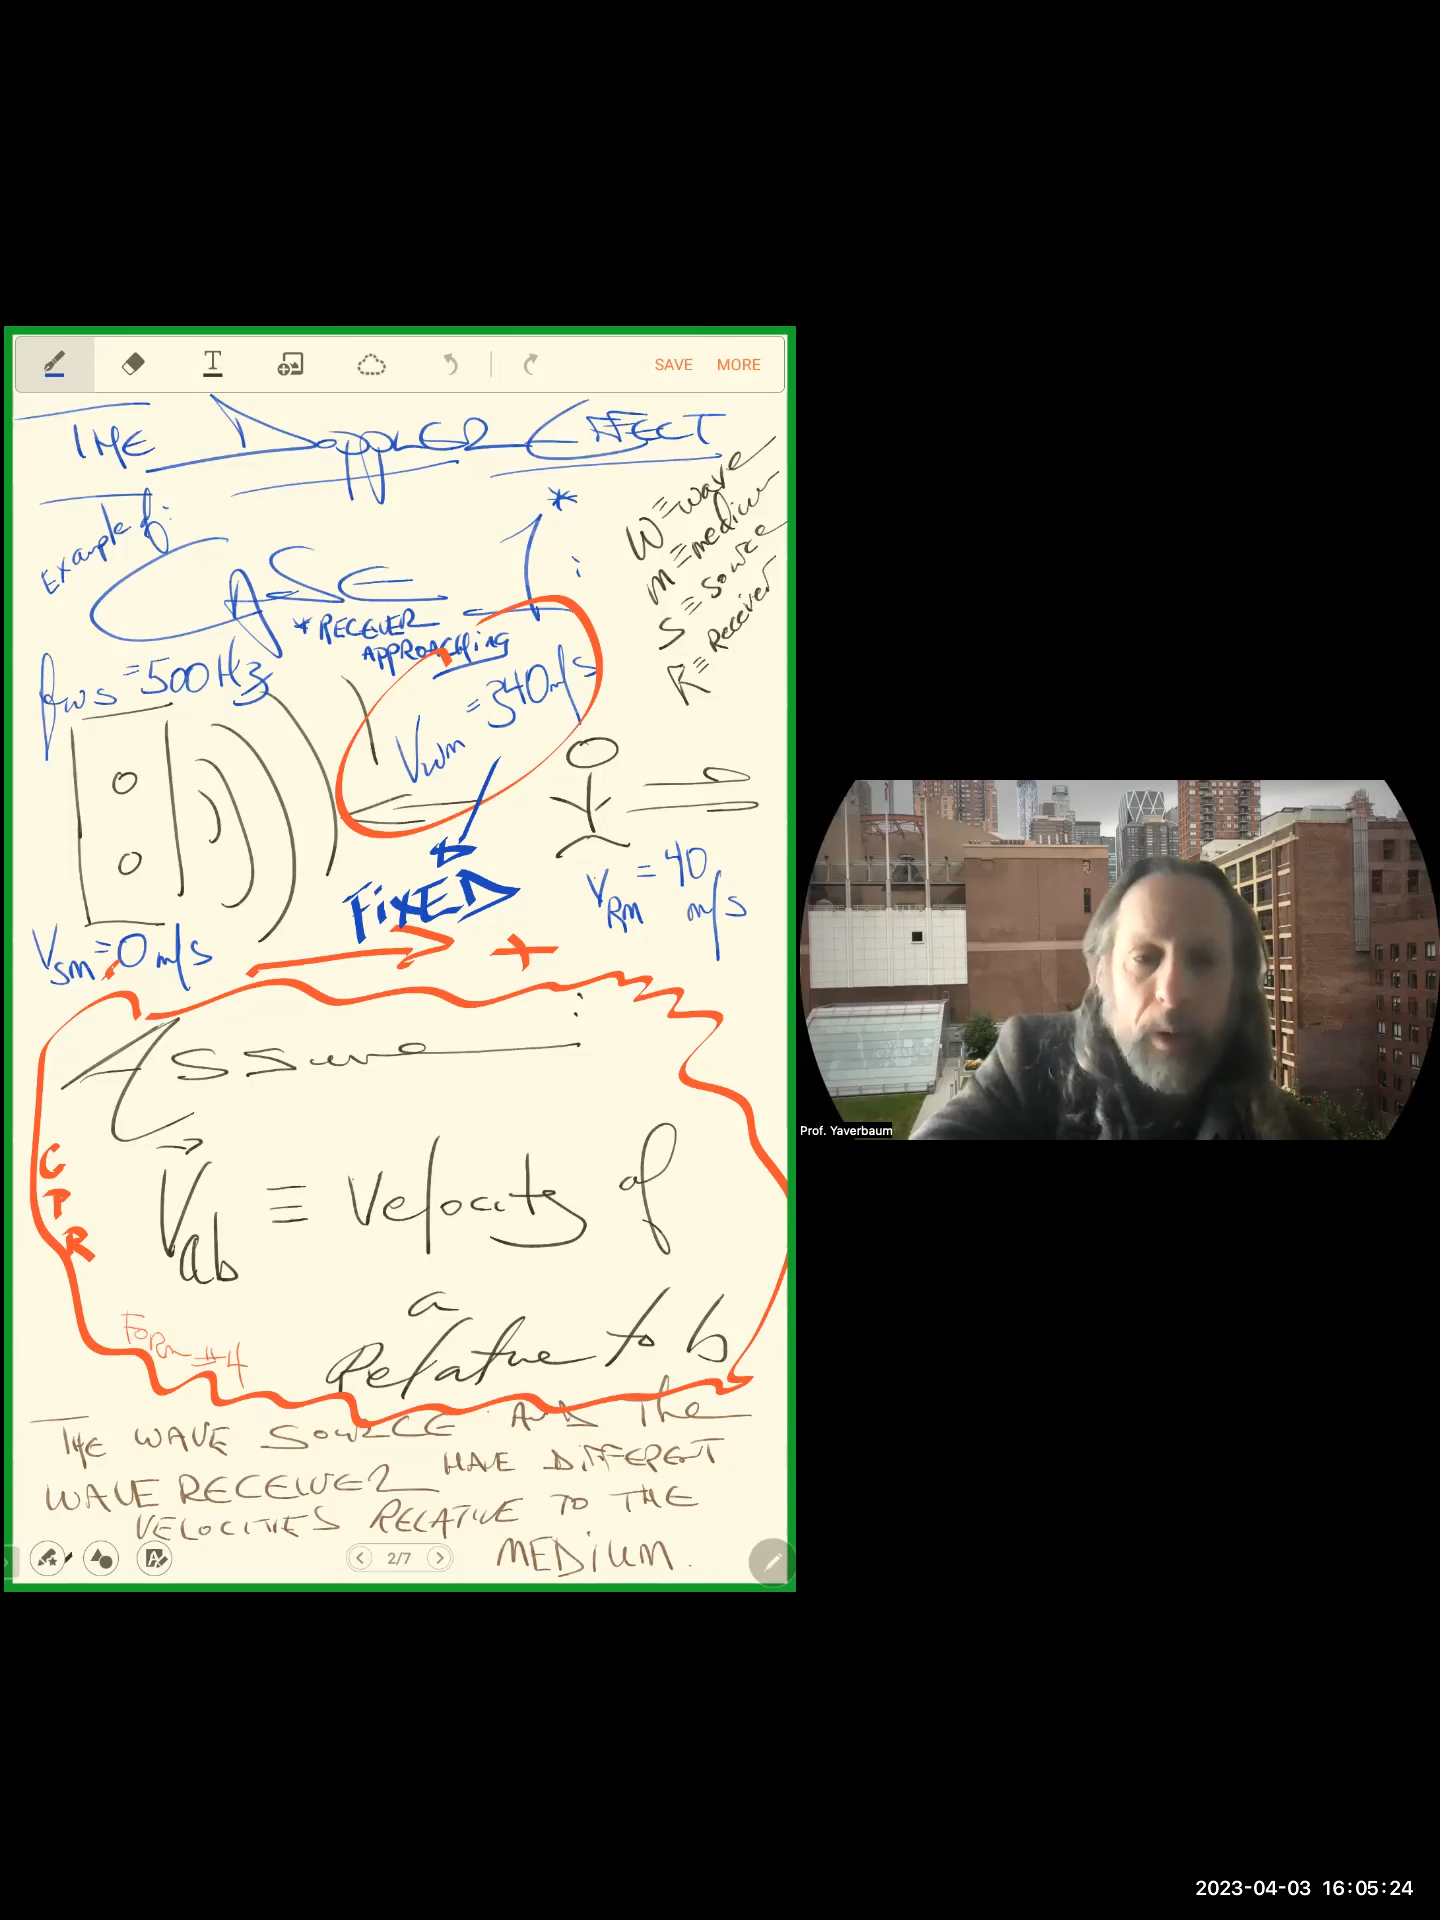 SAVE MORE
THE DOPPLER EFFECT
Example of:
CASE 1 * :
* RECEIVER
APPROACHING
W ≡ wave
M ≡ medium
S ≡ source
R ≡ Receiver
fws = 500 Hz
Vwm = 340 m/s
FIXED
VRM = 40 m/s
VSM = 0 m/s
+
Assume :
CPR
Vab ≡ Velocity of
a
Relative to b
Form #4
THE WAVE SOURCE AND The
WAVE RECEIVER HAVE DIFFERENT
VELOCITIES RELATIVE TO THE
MEDIUM.
2/7
Prof. Yaverbaum
2023-04-03 16:05:24